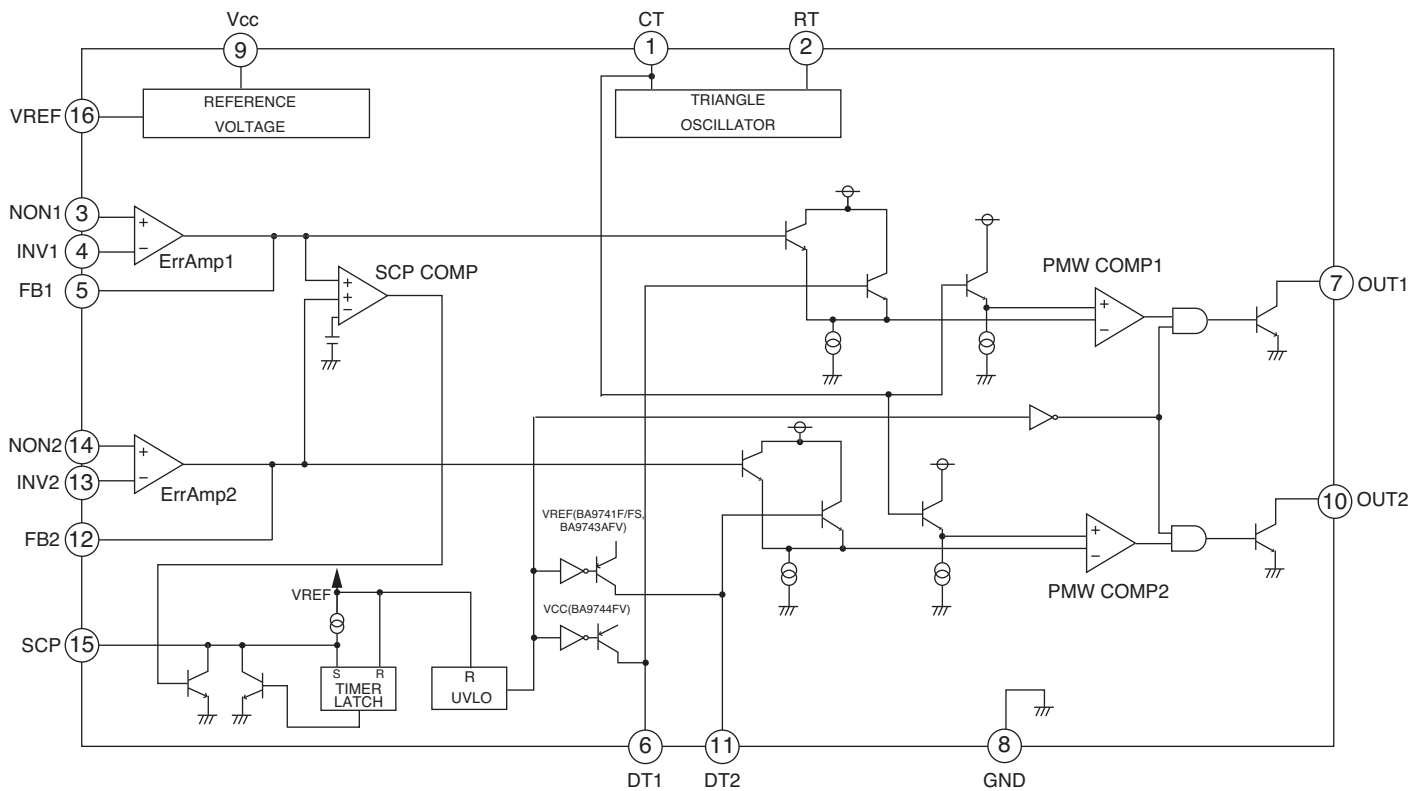 Vcc
CT
RT
9
1
2
REFERENCE
VOLTAGE
TRIANGLE
OSCILLATOR
VREF 16
NON1 3
+
INV1 4
−
ErrAmp1
FB1 5
SCP COMP
+
+
−
PMW COMP1
+
−
7 OUT1
NON2 14
+
INV2 13
−
ErrAmp2
FB2 12
VREF(BA9741F/FS,
BA9743AFV)
VCC(BA9744FV)
+
−
PMW COMP2
10 OUT2
VREF
SCP 15
S R
TIMER
LATCH
R
UVLO
6
11
8
DT1
DT2
GND